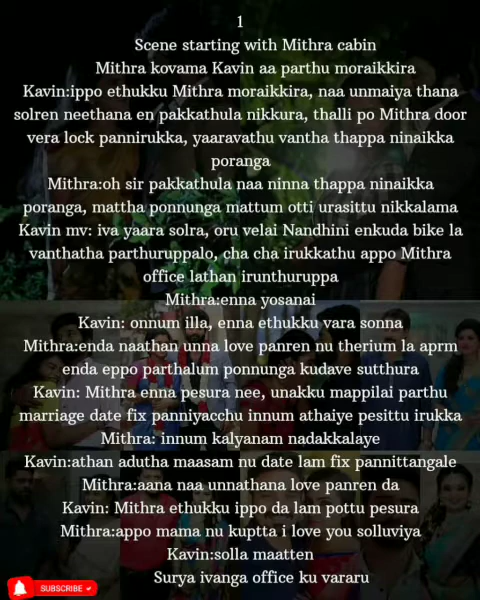 1
Scene starting with Mithra cabin
Mithra kovama Kavin aa parthu moraikkira
Kavin:ippo ethukku Mithra moraikkira, naa unmaiya thana
solren neethana en pakkathula nikkura, thalli po Mithra door
vera lock pannirukka, yaaravathu vantha thappa ninaikka
poranga
Mithra:oh sir pakkathula naa ninna thappa ninaikka
poranga, mattha ponnunga mattum otti urasittu nikkalama
Kavin mv: iva yaara solra, oru velai Nandhini enkuda bike la
vanthatha parthuruppalo, cha cha irukkathu appo Mithra
office lathan irunthuruppa
Mithra:enna yosanai
Kavin: onnum illa, enna ethukku vara sonna
Mithra:enda naathan unna love panren nu therium la aprm
enda eppo parthalum ponnunga kudave sutthura
Kavin: Mithra enna pesura nee, unakku mappilai parthu
marriage date fix panniyacchu innum athaiye pesittu irukka
Mithra: innum kalyanam nadakkalaye
Kavin:athan adutha maasam nu date lam fix pannittangale
Mithra:aana naa unnathana love panren da
Kavin: Mithra ethukku ippo da lam pottu pesura
Mithra:appo mama nu kuptta i love you solluviya
Kavin:solla maatten
Surya ivanga office ku vararu
SUBSCRIBE